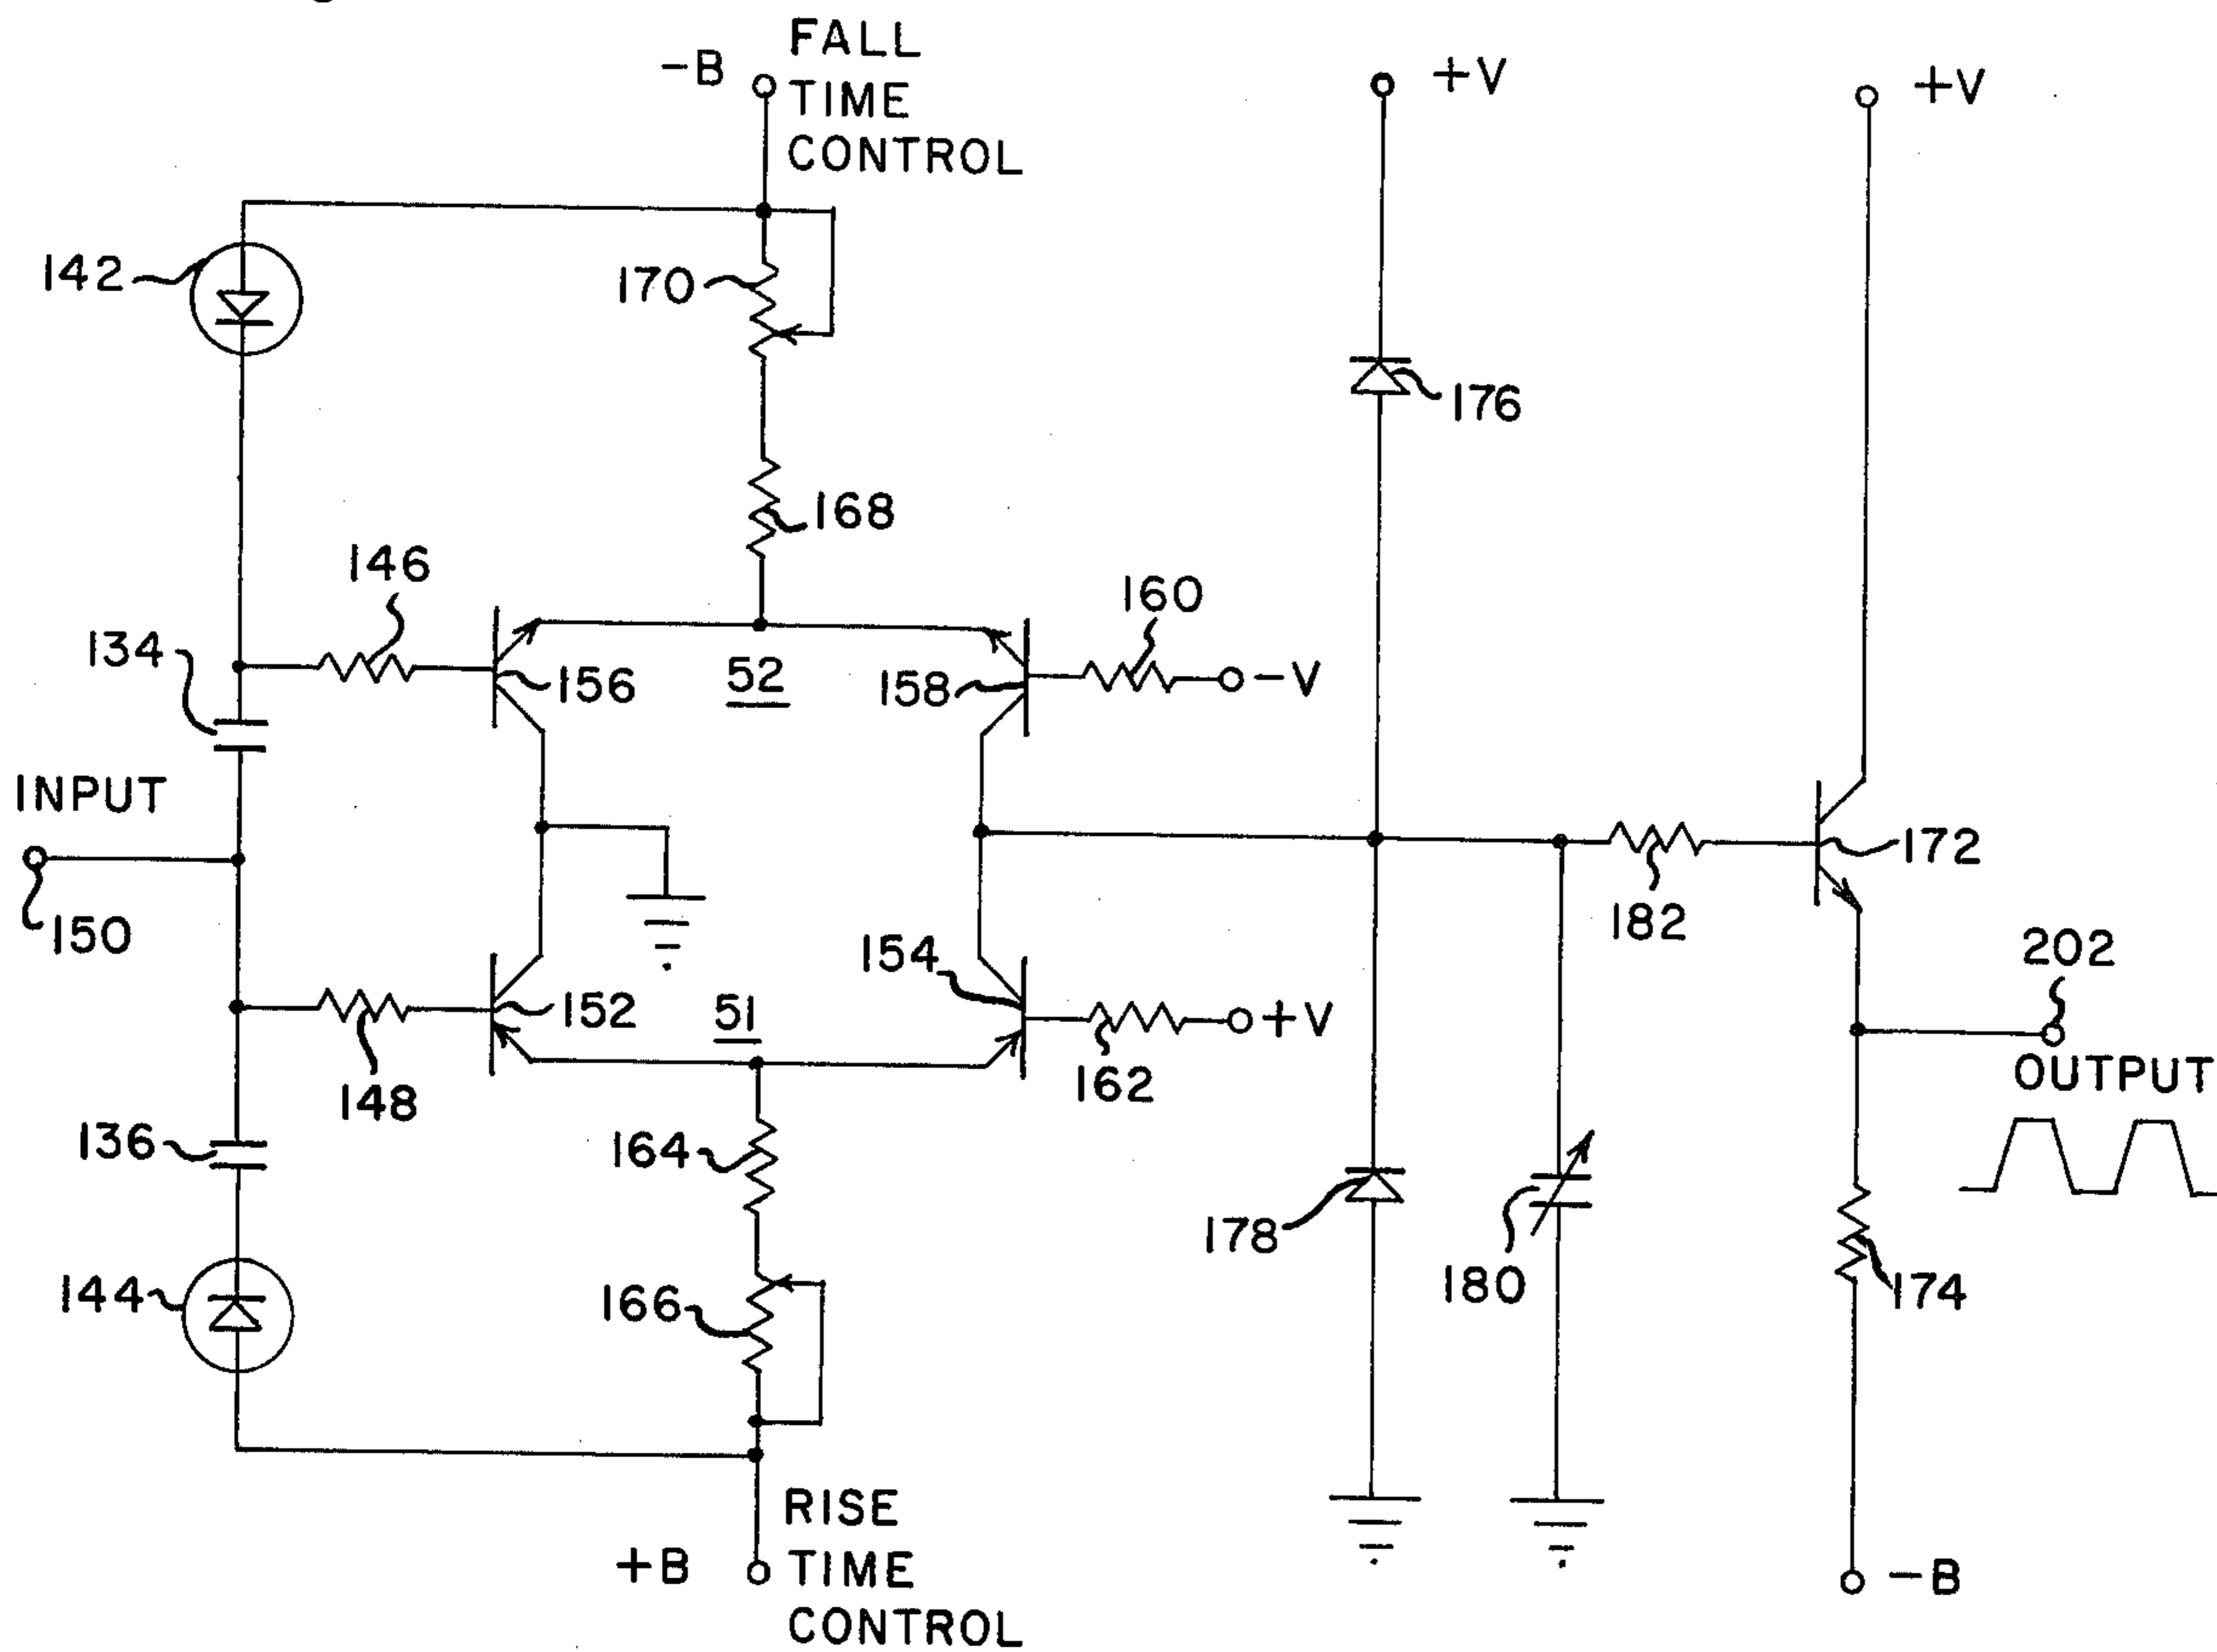 -B
FALL
TIME
CONTROL
+V
+V
142
170
176
168
146
160
134
156
52
158
-V
INPUT
172
150
182
154
202
152
51
+V
OUTPUT
148
162
136
164
178
180
174
144
166
RISE
+B
TIME
CONTROL
-B